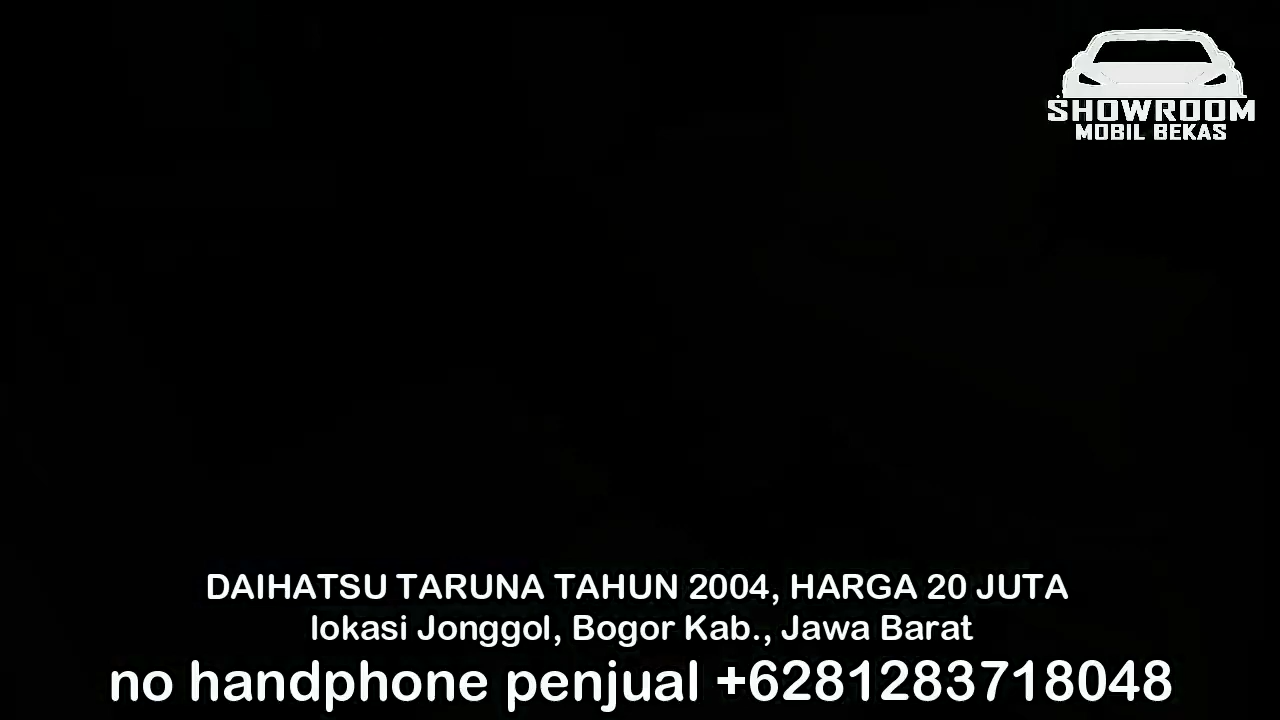 SHOWROOM
MOBIL BEKAS
DAIHATSU TARUNA TAHUN 2004, HARGA 20 JUTA
lokasi Jonggol, Bogor Kab., Jawa Barat
no handphone penjual +6281283718048